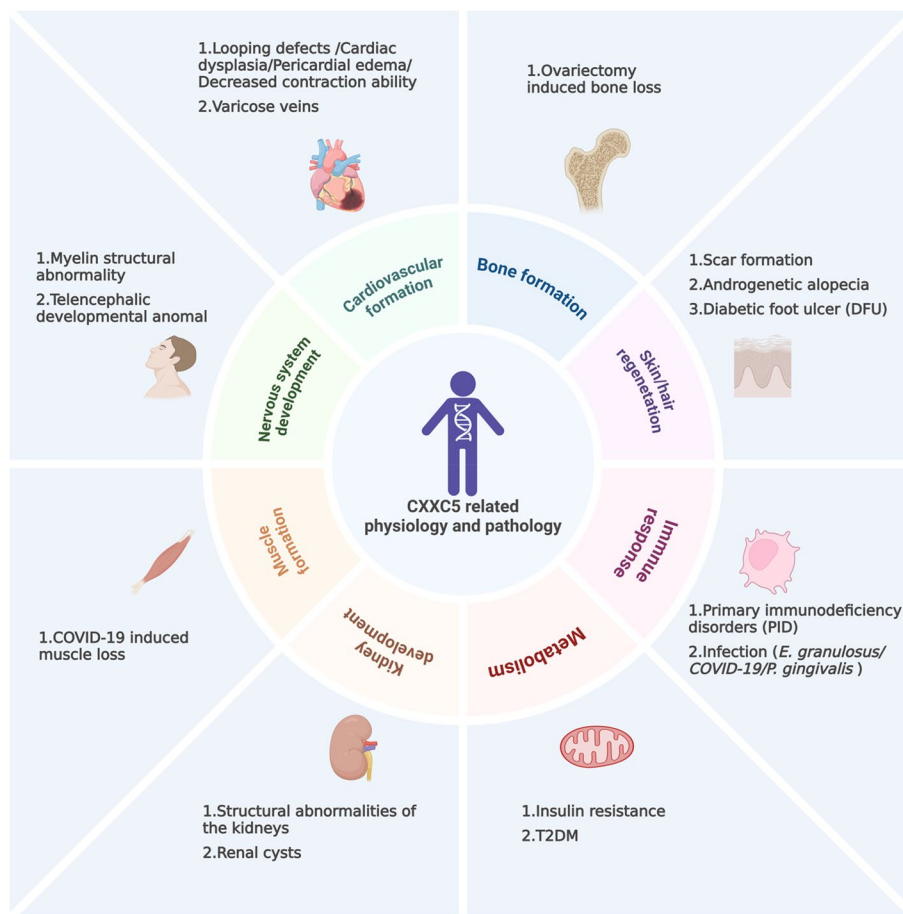 1.Looping defects /Cardiac
dysplasia/Pericardial edema/
Decreased contraction ability
2.Varicose veins
1.Ovariectomy
induced bone loss
1.Myelin structural
abnormality
2.Telencephalic
developmental anomal
1.Scar formation
2.Androgenetic alopecia
3.Diabetic foot ulcer (DFU)
Cardiovascular
formation
Bone formation
Nervous system
development
Skin/hair
regenetation
CXXC5 related
physiology and pathology
Muscle
formation
Immnue
response
Kidney
development
Metabolism
1.COVID-19 induced
muscle loss
1.Primary immunodeficiency
disorders (PID)
2.Infection (E. granulosus/
COVID-19/P. gingivalis )
1.Structural abnormalities of
the kidneys
2.Renal cysts
1.Insulin resistance
2.T2DM